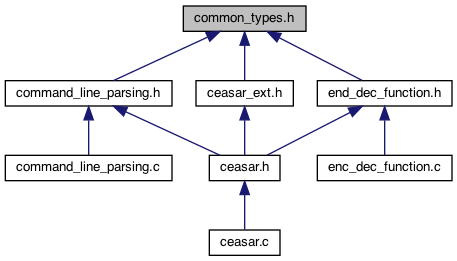 common_types.h
command_line_parsing.h
ceasar_ext.h
end_dec_function.h
command_line_parsing.c
ceasar.h
enc_dec_function.c
ceasar.c